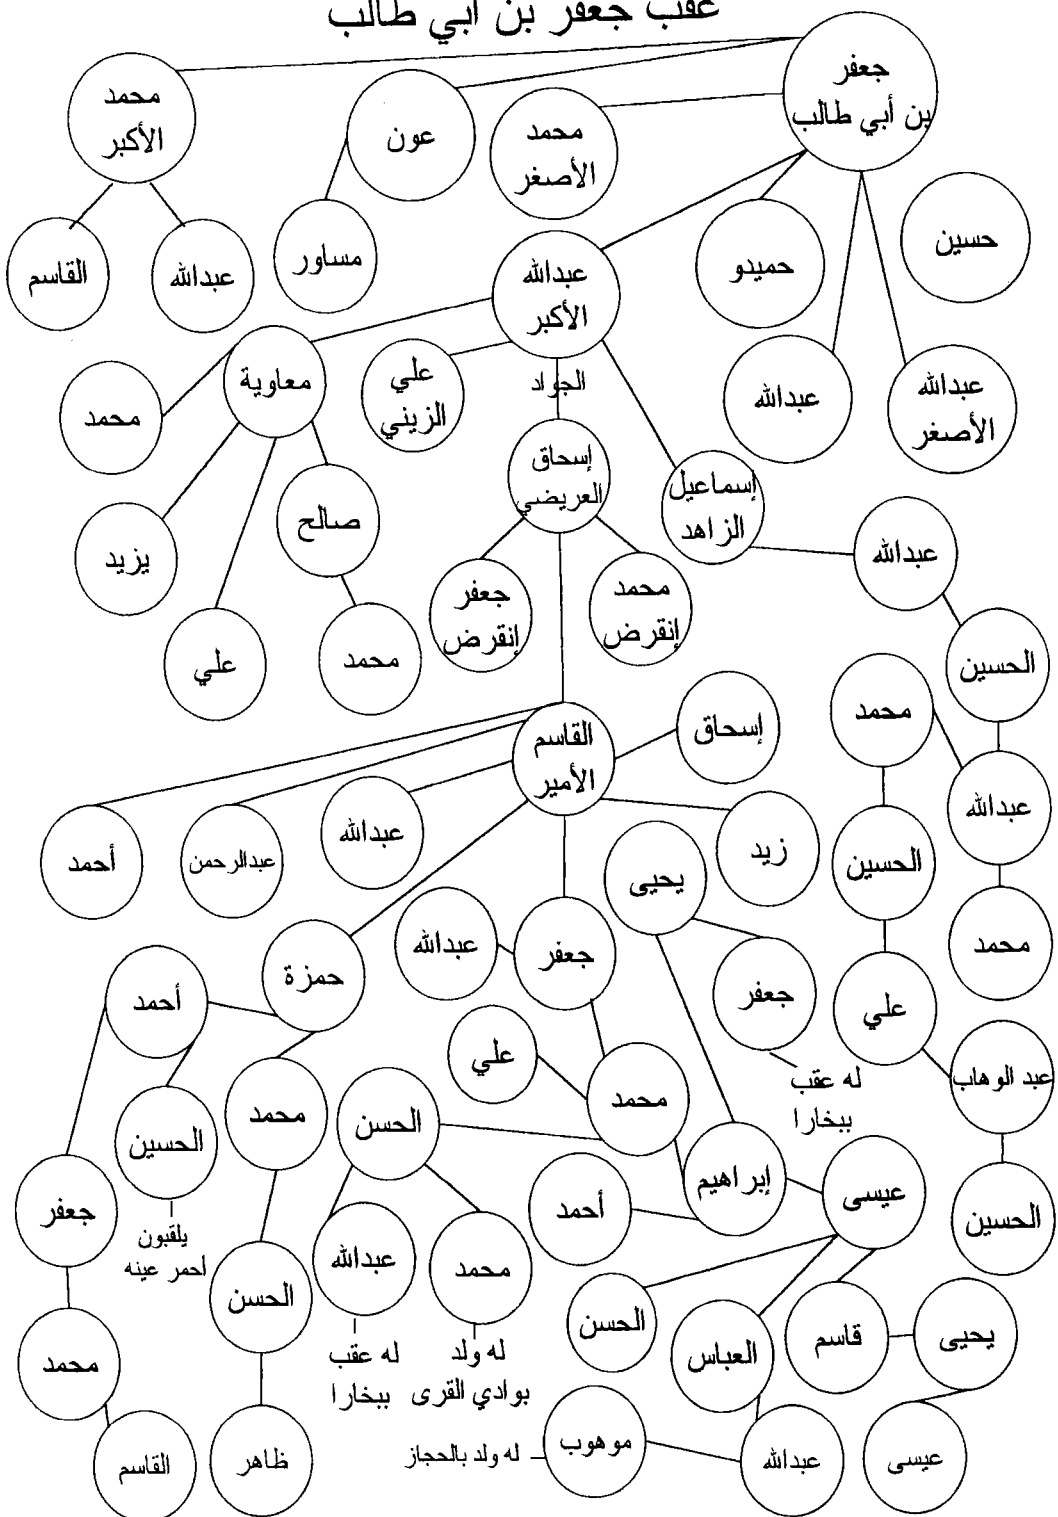 عقب جعفر بن أبي طالب
جعفر
بن أبي طالب
محمد
الأكبر
عون
محمد
الأصغر
القاسم
عبدالله
مساور
عبدالله
الأكبر
حميدو
حسين
محمد
معاوية
علي
الزيني
الجواد
عبدالله
عبدالله
الأصغر
يزيد
صالح
إسحاق
العريضي
إسماعيل
الزاهد
عبدالله
علي
محمد
جعفر
إنقرض
محمد
إنقرض
الحسين
القاسم
الأمير
إسحاق
محمد
عبدالله
أحمد
عبدالرحمن
عبدالله
زيد
يحيى
الحسين
محمد
أحمد
حمزة
عبدالله
جعفر
جعفر
له عقب
ببخارا
علي
عبد الوهاب
علي
محمد
الحسن
محمد
الحسين
يلقبون
احمر عينه
جعفر
أحمد
إبراهيم
عيسى
الحسين
الحسن
عبدالله
له عقب
ببخارا
محمد
له ولد
بوادي القرى
الحسن
العباس
قاسم
يحيى
محمد
القاسم
ظاهر
له ولد بالحجاز
موهوب
عبدالله
عيسى